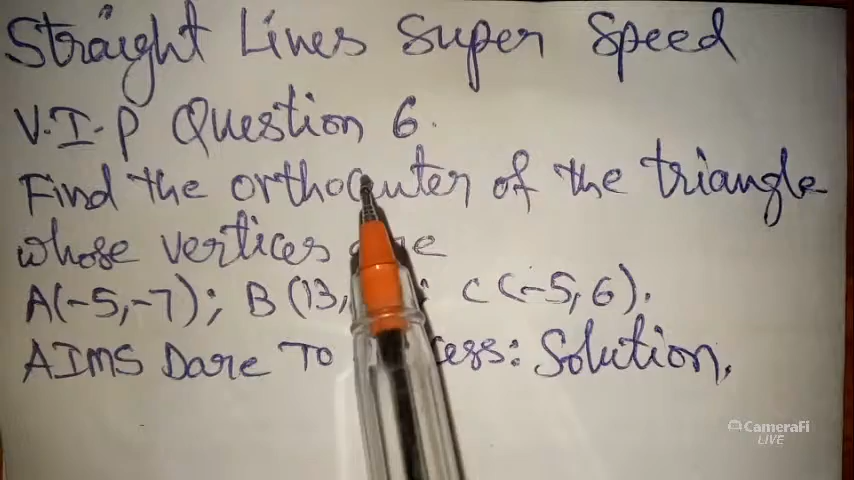 Straight Lines Super Speed
V.I.P Question 6.
Find the orthocenter of the triangle
whose vertices
A(-5,-7); B (13, C (-5, 6).
AIMS Dare To : Solution.
CameraFi
LIVE